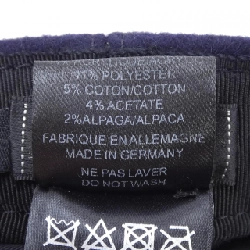 POLYESTER
5% COTON/COTTON
4% ACETATE
2% ALPAGA/ALPACA
FABRIQUE EN ALLEMAGNE
MADE IN GERMANY
NE PAS LAVER
DO NOT WASH